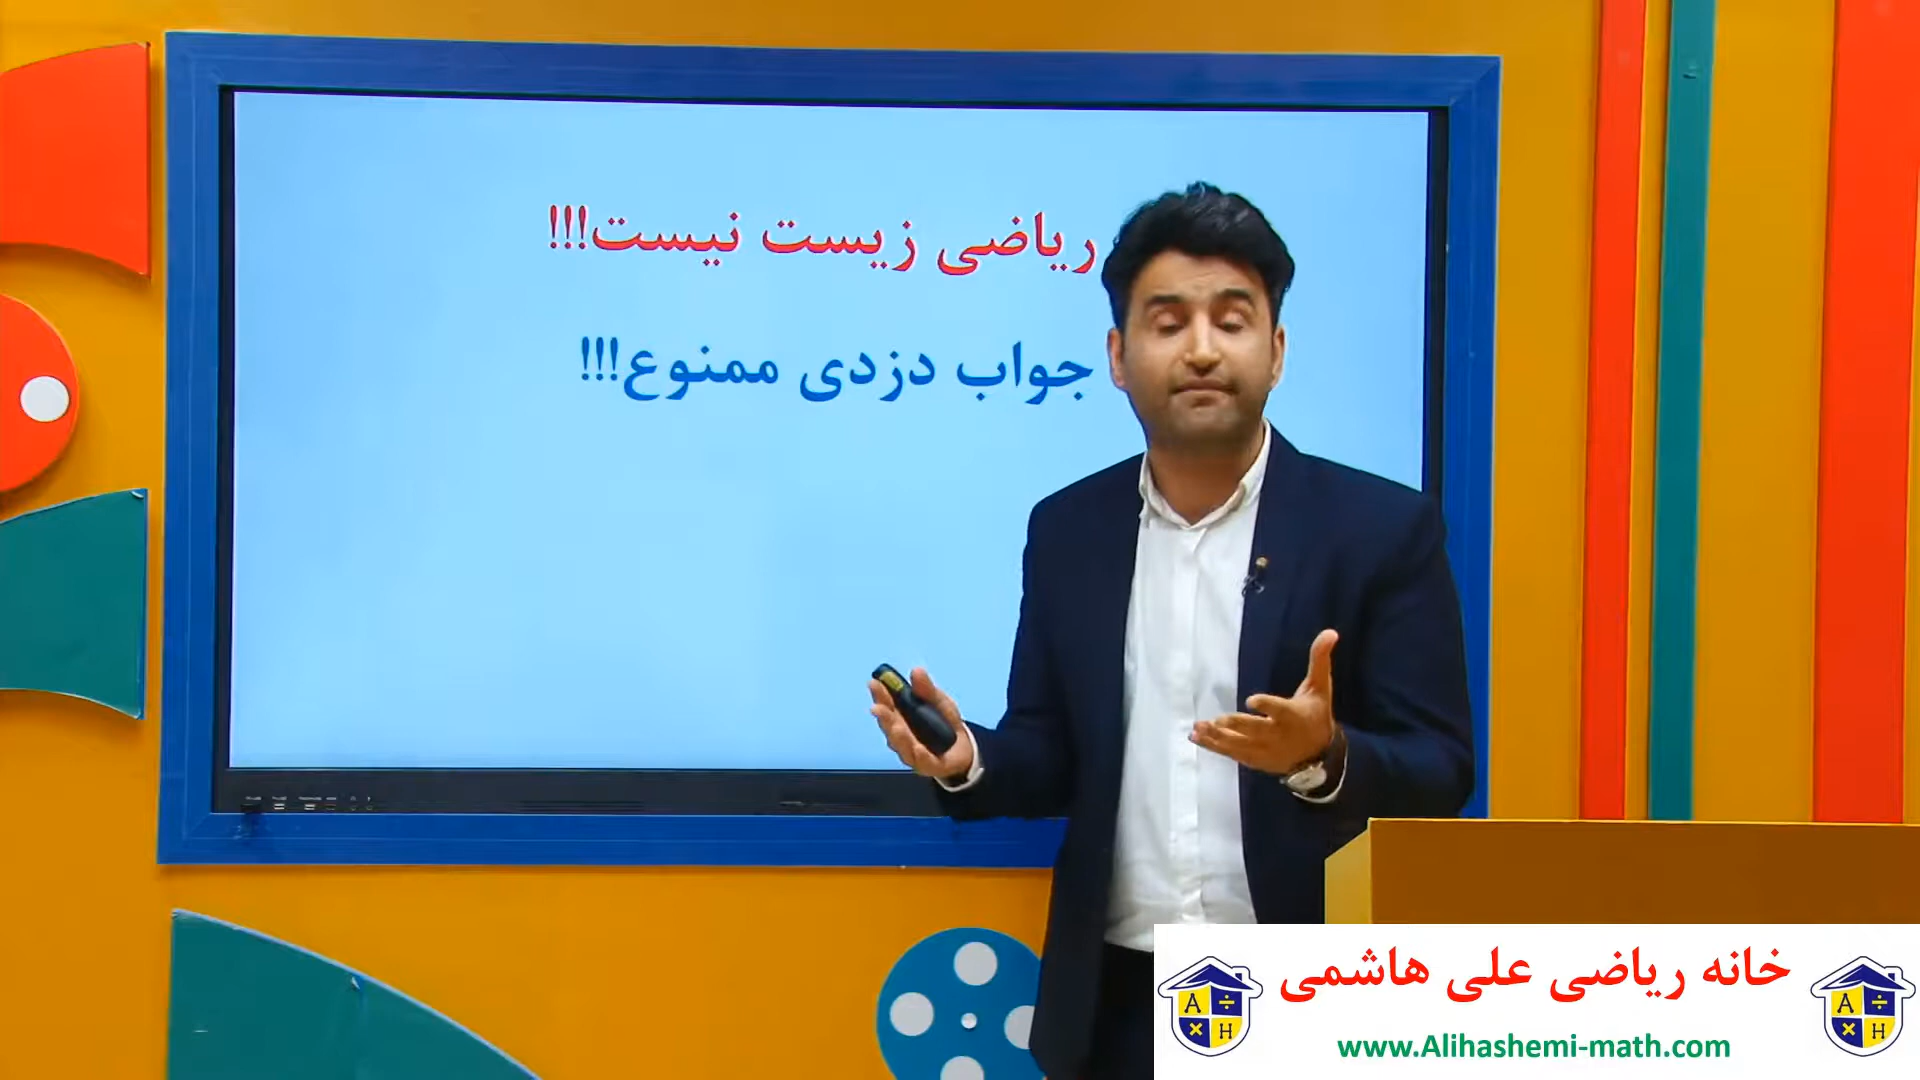 ریاضی زیست نیست!!!
جواب دزدی ممنوع!!!
خانه ریاضی علی هاشمی
www.Alihashemi-math.com
A ÷
× H
A ÷
× H